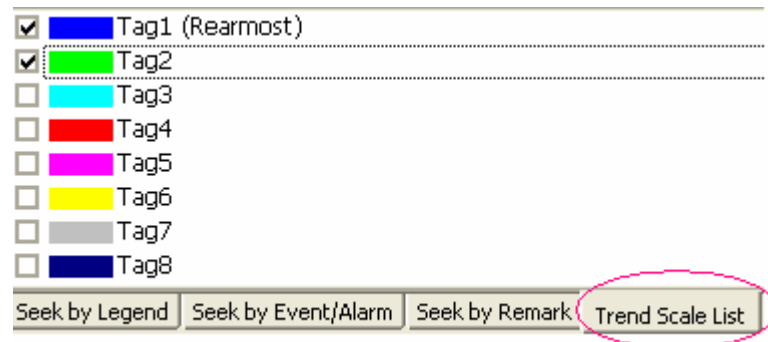 Tag1 (Rearmost)
Tag2
Tag3
Tag4
Tag5
Tag6
Tag7
Tag8
Seek by Legend Seek by Event/Alarm Seek by Remark Trend Scale List